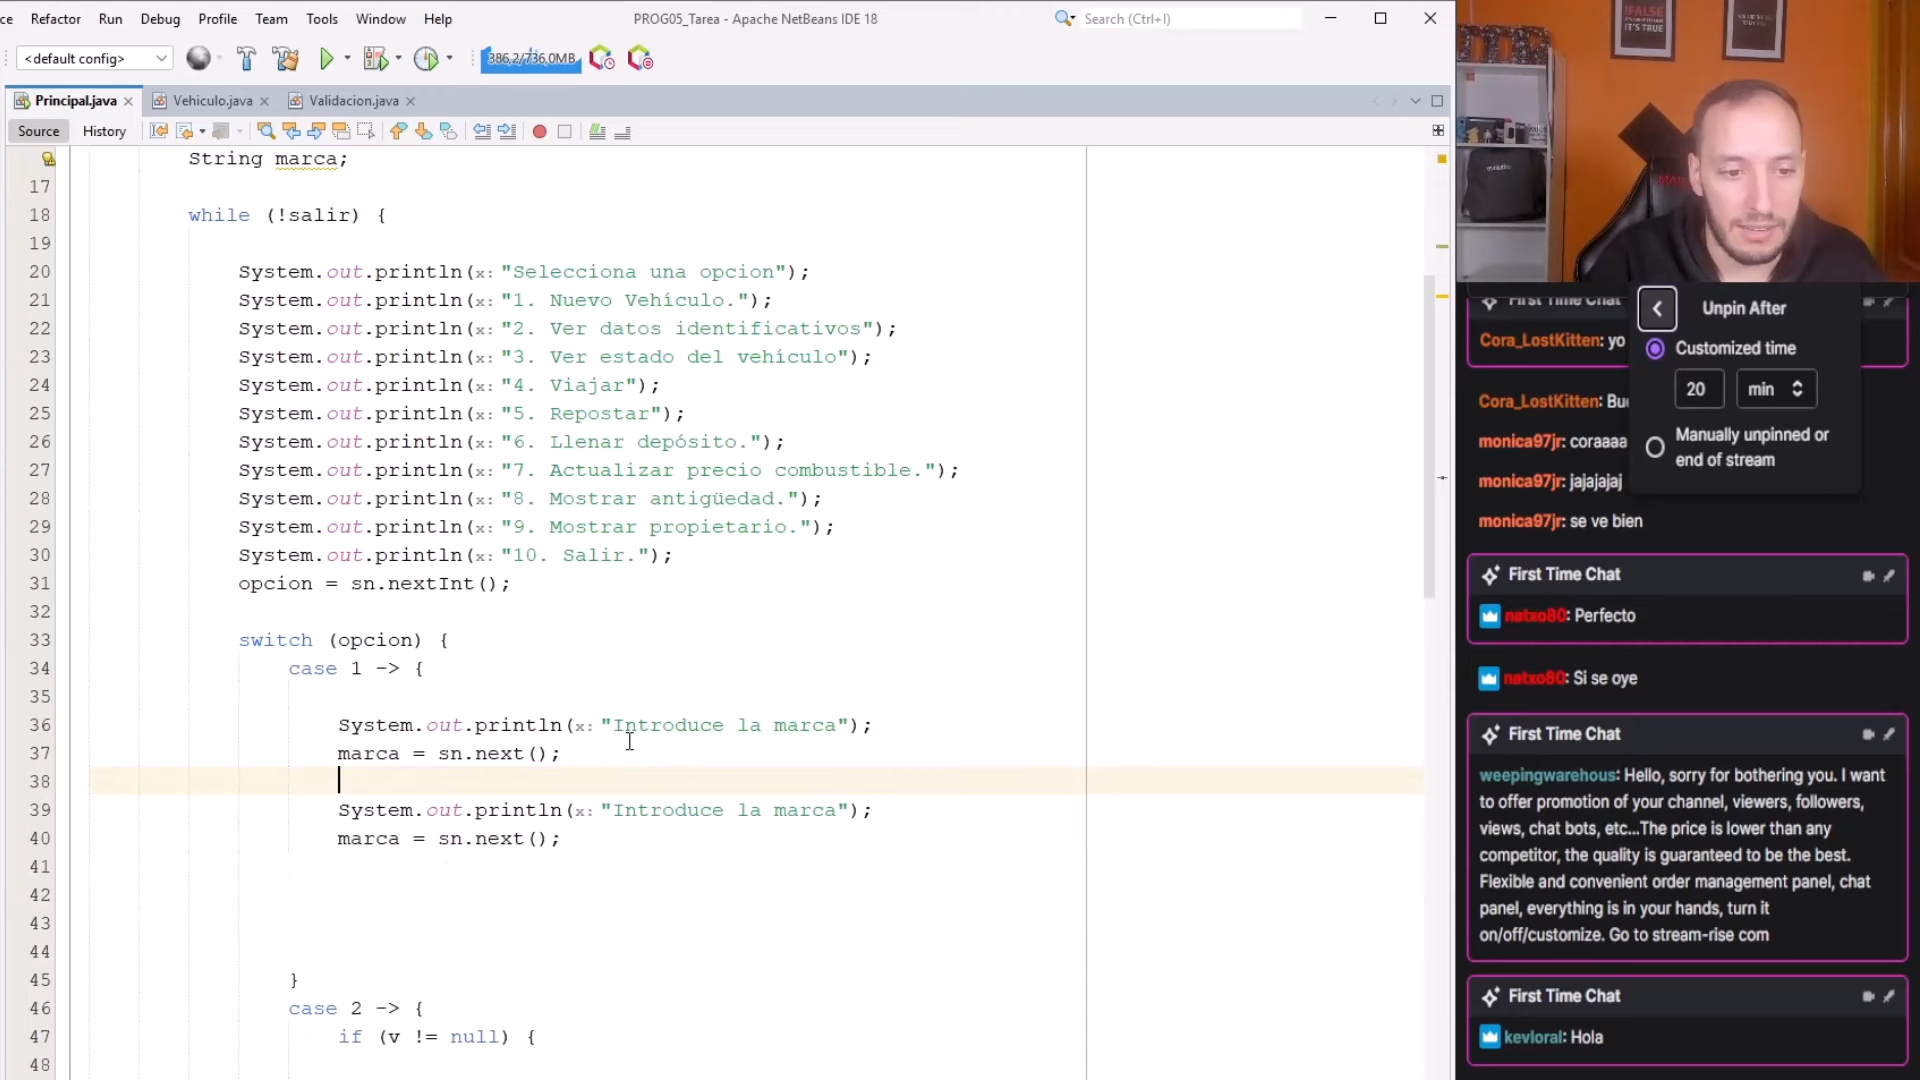 ce Refactor Run Debug Profile Team Tools Window Help
PROG05_Tarea - Apache NetBeans IDE 18
Search (Ctrl+I)
<default config>
386,2/736,0MB
Principal.java
Vehiculo.java
Validacion.java
Source
History
String marca;
17
18 while (!salir) {
19
20 System.out.println(x: "Selecciona una opcion");
21 System.out.println(x: "1. Nuevo Vehículo.");
22 System.out.println(x: "2. Ver datos identificativos");
23 System.out.println(x: "3. Ver estado del vehículo");
24 System.out.println(x: "4. Viajar");
25 System.out.println(x: "5. Repostar");
26 System.out.println(x: "6. Llenar depósito.");
27 System.out.println(x: "7. Actualizar precio combustible.");
28 System.out.println(x: "8. Mostrar antigüedad.");
29 System.out.println(x: "9. Mostrar propietario.");
30 System.out.println(x: "10. Salir.");
31 opcion = sn.nextInt();
32
33 switch (opcion) {
34 case 1 -> {
35
36 System.out.println(x: "Introduce la marca");
37 marca = sn.next();
38
39 System.out.println(x: "Introduce la marca");
40 marca = sn.next();
41
42
43
44
45 }
46 case 2 -> {
47 if (v != null) {
48
!FALSE
IT'S TRUE
First Time Chat
Cora_LostKitten: yo
Unpin After
Customized time
20 min
Manually unpinned or
end of stream
Cora_LostKitten: Bu
monica97jr: coraaaa
monica97jr: jajajajaj
monica97jr: se ve bien
First Time Chat
natxo80: Perfecto
natxo80: Si se oye
First Time Chat
weepingwarehous: Hello, sorry for bothering you. I want
to offer promotion of your channel, viewers, followers,
views, chat bots, etc...The price is lower than any
competitor, the quality is guaranteed to be the best.
Flexible and convenient order management panel, chat
panel, everything is in your hands, turn it
on/off/customize. Go to stream-rise com
First Time Chat
kevloral: Hola